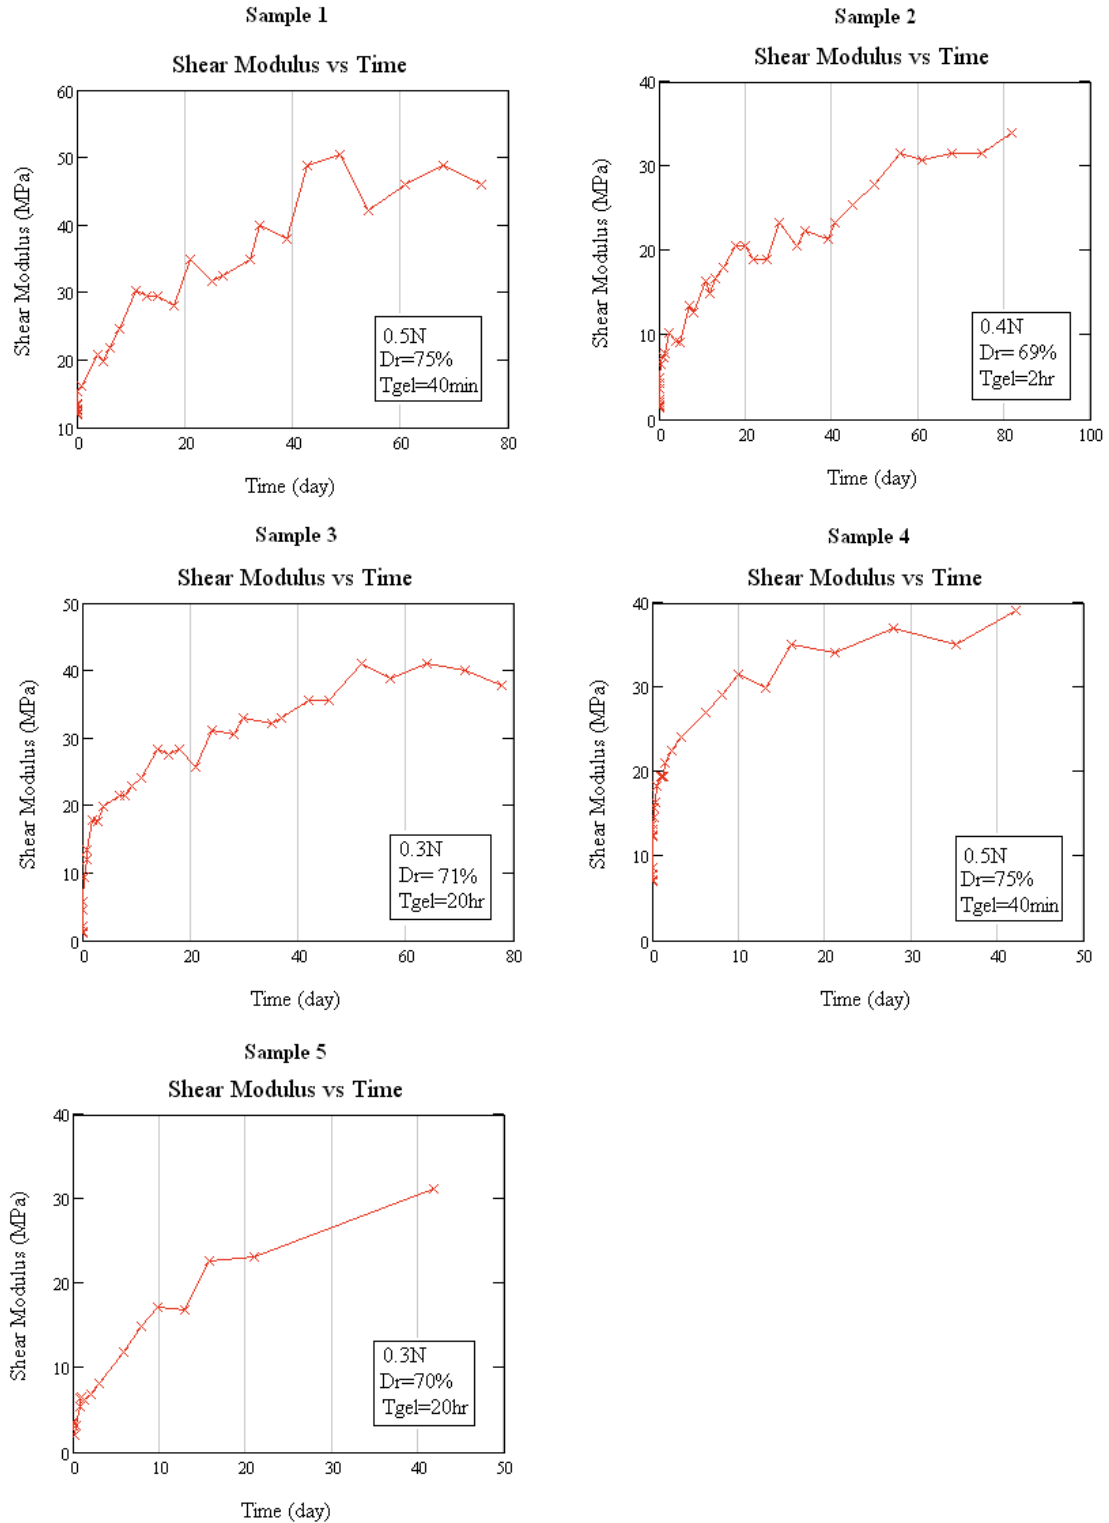 Sample 1
Shear Modulus vs Time
60
50
40
30
20
10
0 20 40 60 80
Shear Modulus (MPa)
Time (day)
0.5N
Dr=75%
Tgel=40min
Sample 2
Shear Modulus vs Time
40
30
20
10
0
0 20 40 60 80 100
Shear Modulus (MPa)
Time (day)
0.4N
Dr= 69%
Tgel=2hr
Sample 3
Shear Modulus vs Time
50
40
30
20
10
0
0 20 40 60 80
Shear Modulus (MPa)
Time (day)
0.3N
Dr= 71%
Tgel=20hr
Sample 4
Shear Modulus vs Time
40
30
20
10
0
0 10 20 30 40 50
Shear Modulus (MPa)
Time (day)
0.5N
Dr=75%
Tgel=40min
Sample 5
Shear Modulus vs Time
40
30
20
10
0
0 10 20 30 40 50
Shear Modulus (MPa)
Time (day)
0.3N
Dr=70%
Tgel=20hr